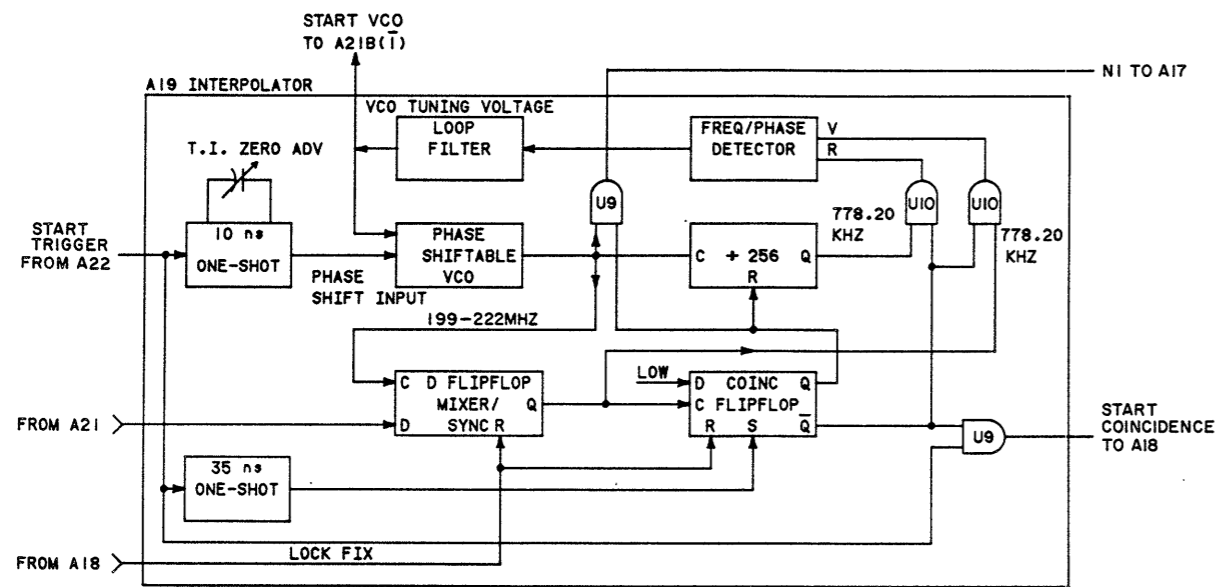 START VCO
TO A21B(1̅)
A19 INTERPOLATOR
N1 TO A17
VCO TUNING VOLTAGE
LOOP
FILTER
FREQ/PHASE
DETECTOR
V
R
T.I. ZERO ADV
U9
U10
U10
START
TRIGGER
FROM A22
10 ns
ONE-SHOT
PHASE
SHIFTABLE
VCO
778.20
KHZ
778.20
KHZ
C ÷ 256 Q
R
PHASE
SHIFT INPUT
199-222MHZ
LOW
C D FLIPFLOP
MIXER/ Q
D SYNC R
D COINC Q
C FLIPFLOP
R S Q̅
FROM A21
U9
START
COINCIDENCE
TO A18
35 ns
ONE-SHOT
LOCK FIX
FROM A18